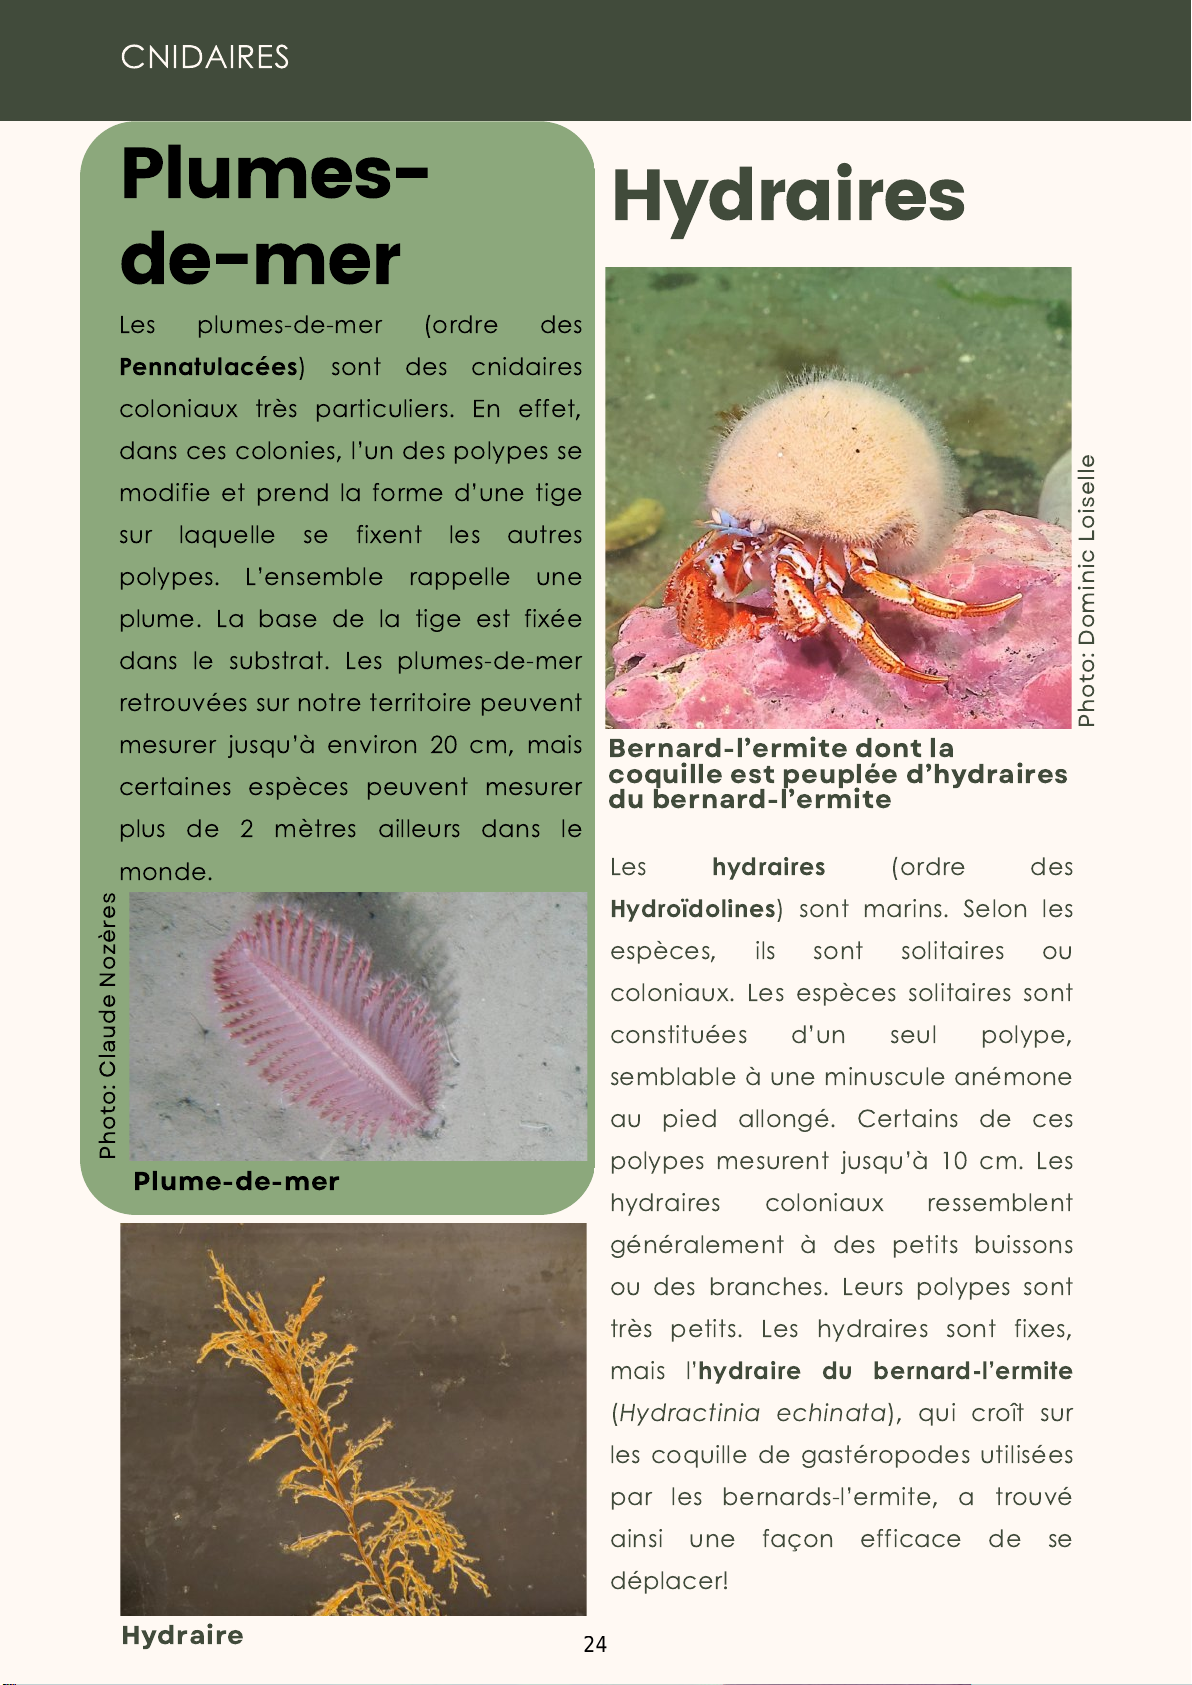 CNIDAIRES
Plumes-
de-mer
Les plumes-de-mer (ordre des
Pennatulacées) sont des cnidaires
coloniaux très particuliers. En effet,
dans ces colonies, l'un des polypes se
modifie et prend la forme d'une tige
sur laquelle se fixent les autres
polypes. L'ensemble rappelle une
plume. La base de la tige est fixée
dans le substrat. Les plumes-de-mer
retrouvées sur notre territoire peuvent
mesurer jusqu'à environ 20 cm, mais
certaines espèces peuvent mesurer
plus de 2 mètres ailleurs dans le
monde.
Photo: Claude Nozères
Plume-de-mer
Hydraire
Hydraires
Photo: Dominic Loiselle
Bernard-l'ermite dont la
coquille est peuplée d'hydraires
du bernard-l'ermite
Les hydraires (ordre des
Hydroïdolines) sont marins. Selon les
espèces, ils sont solitaires ou
coloniaux. Les espèces solitaires sont
constituées d'un seul polype,
semblable à une minuscule anémone
au pied allongé. Certains de ces
polypes mesurent jusqu'à 10 cm. Les
hydraires coloniaux ressemblent
généralement à des petits buissons
ou des branches. Leurs polypes sont
très petits. Les hydraires sont fixes,
mais l'hydraire du bernard-l'ermite
(Hydractinia echinata), qui croît sur
les coquille de gastéropodes utilisées
par les bernards-l'ermite, a trouvé
ainsi une façon efficace de se
déplacer!
24